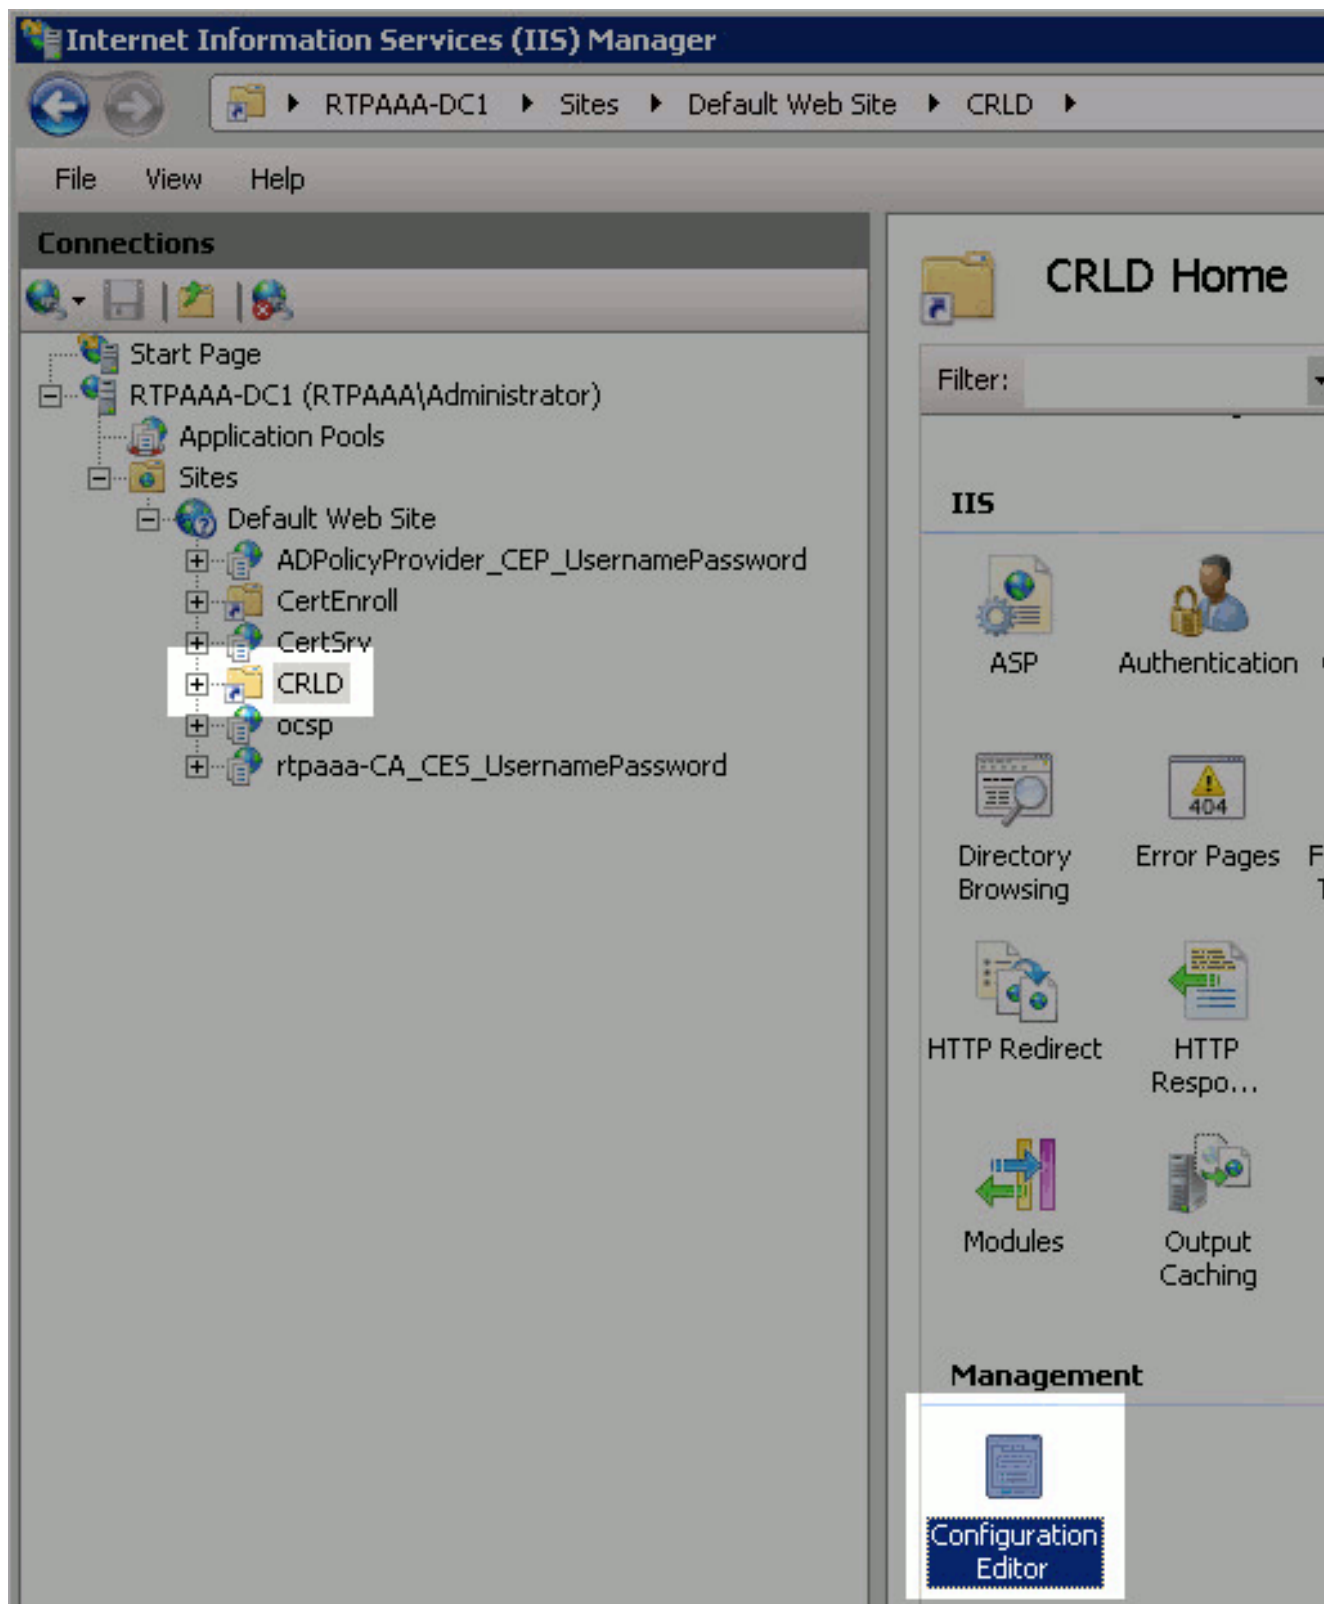 Internet Information Services (IIS) Manager
RTPAAA-DC1 Sites Default Web Site CRLD
File View Help
Connections
Start Page
RTPAAA-DC1 (RTPAAA\Administrator)
Application Pools
Sites
Default Web Site
ADPolicyProvider_CEP_UsernamePassword
CertEnroll
CertSrv
CRLD
ocsp
rtpaaa-CA_CES_UsernamePassword
CRLD Home
Filter:
IIS
ASP
Authentication
Directory
Browsing
Error Pages
404
HTTP Redirect
HTTP
Respo...
Modules
Output
Caching
Management
Configuration
Editor